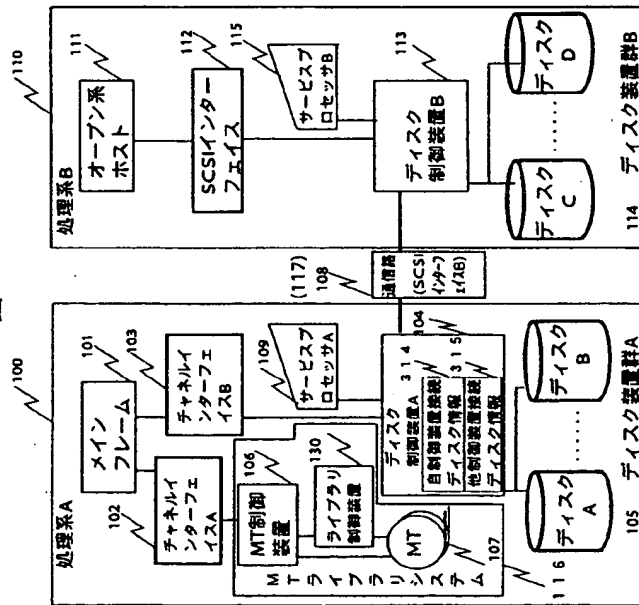 100
処理系A
メイン
フレーム
101
102
チャネルイ
ンターフェ
イスA
103
チャネルイ
ンターフェ
イスB
106
MT制御
装置
130
ライブラリ
制御装置
MT
107
MTライブラリシステム
116
109
サービスプ
ロセッサA
ディスク
制御装置A
314
自制御装置接続
ディスク情報
315
他制御装置接続
ディスク情報
104
ディスク
A
ディスク
B
105
ディスク装置群A
(117)
108
通信器
(SCSI
インターフ
ェイスB)
110
処理系B
オープン系
ホスト
111
SCSIインター
フェイス
112
サービスプ
ロセッサB
115
ディスク
制御装置B
113
ディスク
C
ディスク
D
114
ディスク装置群B